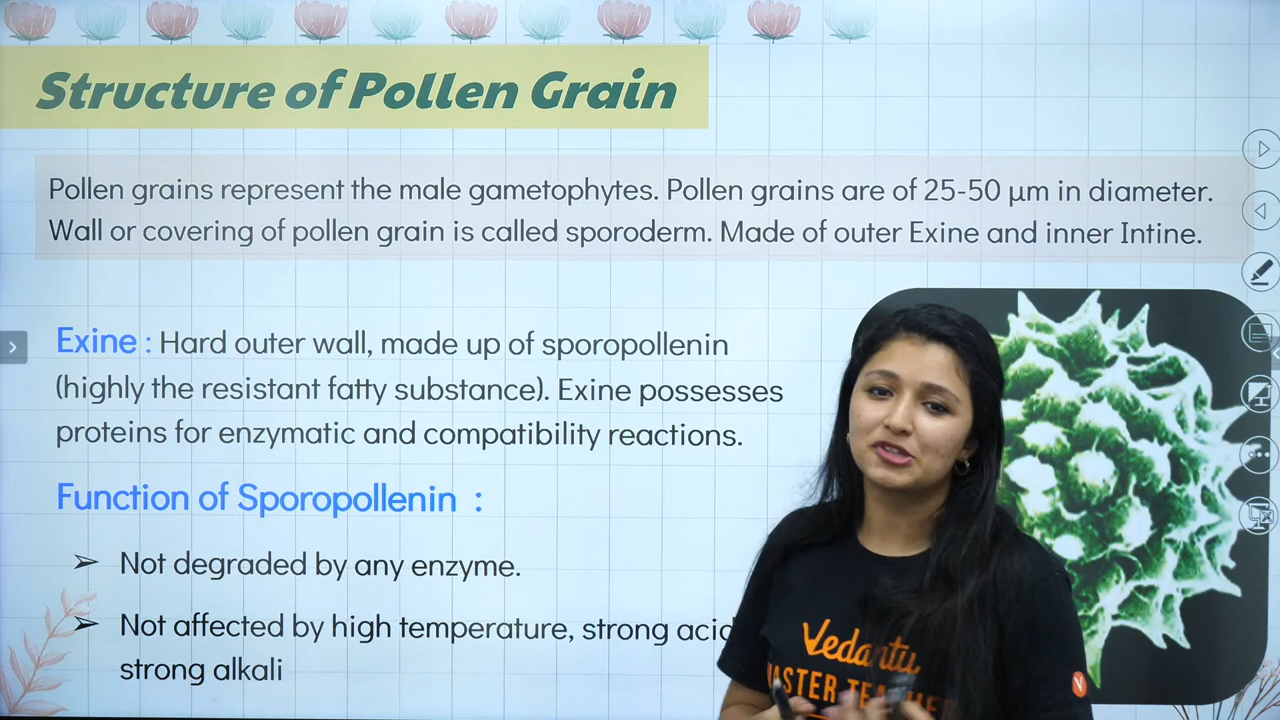 Structure of Pollen Grain
Pollen grains represent the male gametophytes. Pollen grains are of 25-50 μm in diameter.
Wall or covering of pollen grain is called sporoderm. Made of outer Exine and inner Intine.
Exine : Hard outer wall, made up of sporopollenin
(highly the resistant fatty substance). Exine possesses
proteins for enzymatic and compatibility reactions.
Function of Sporopollenin :
➢ Not degraded by any enzyme.
➢ Not affected by high temperature, strong acid
strong alkali
Vedantu
MASTER TEACHER
V